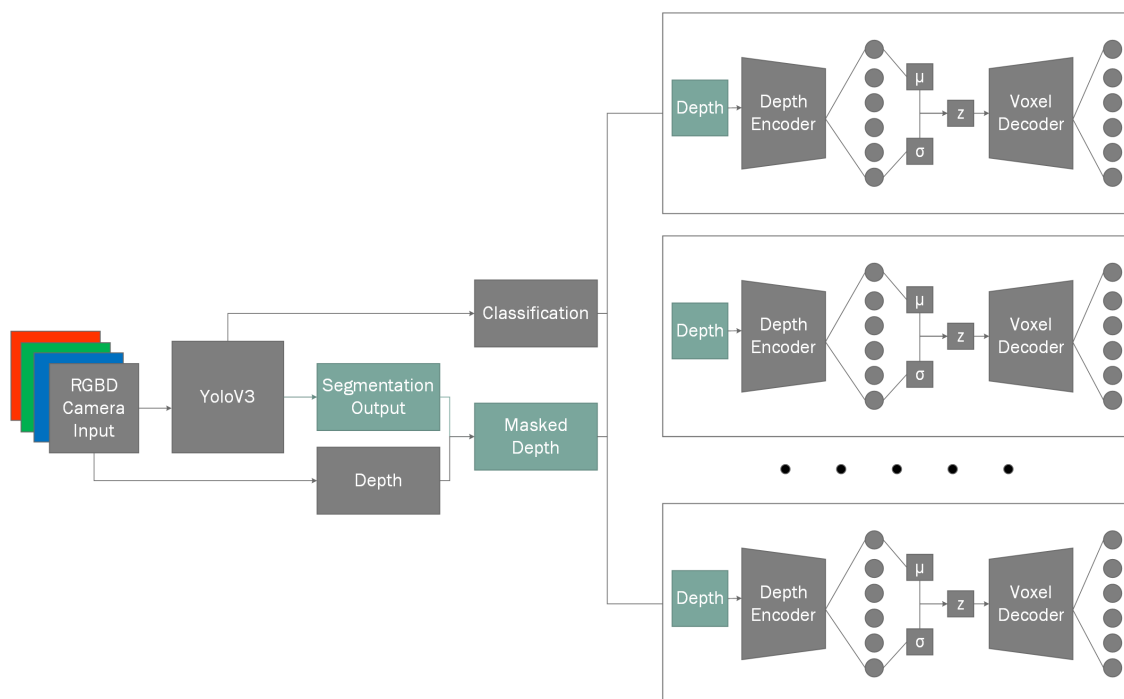 RGBD
Camera
Input
YoloV3
Classification
Segmentation
Output
Depth
Masked
Depth
Depth
Depth
Encoder
μ
σ
z
Voxel
Decoder
Depth
Depth
Encoder
μ
σ
z
Voxel
Decoder
Depth
Depth
Encoder
μ
σ
z
Voxel
Decoder